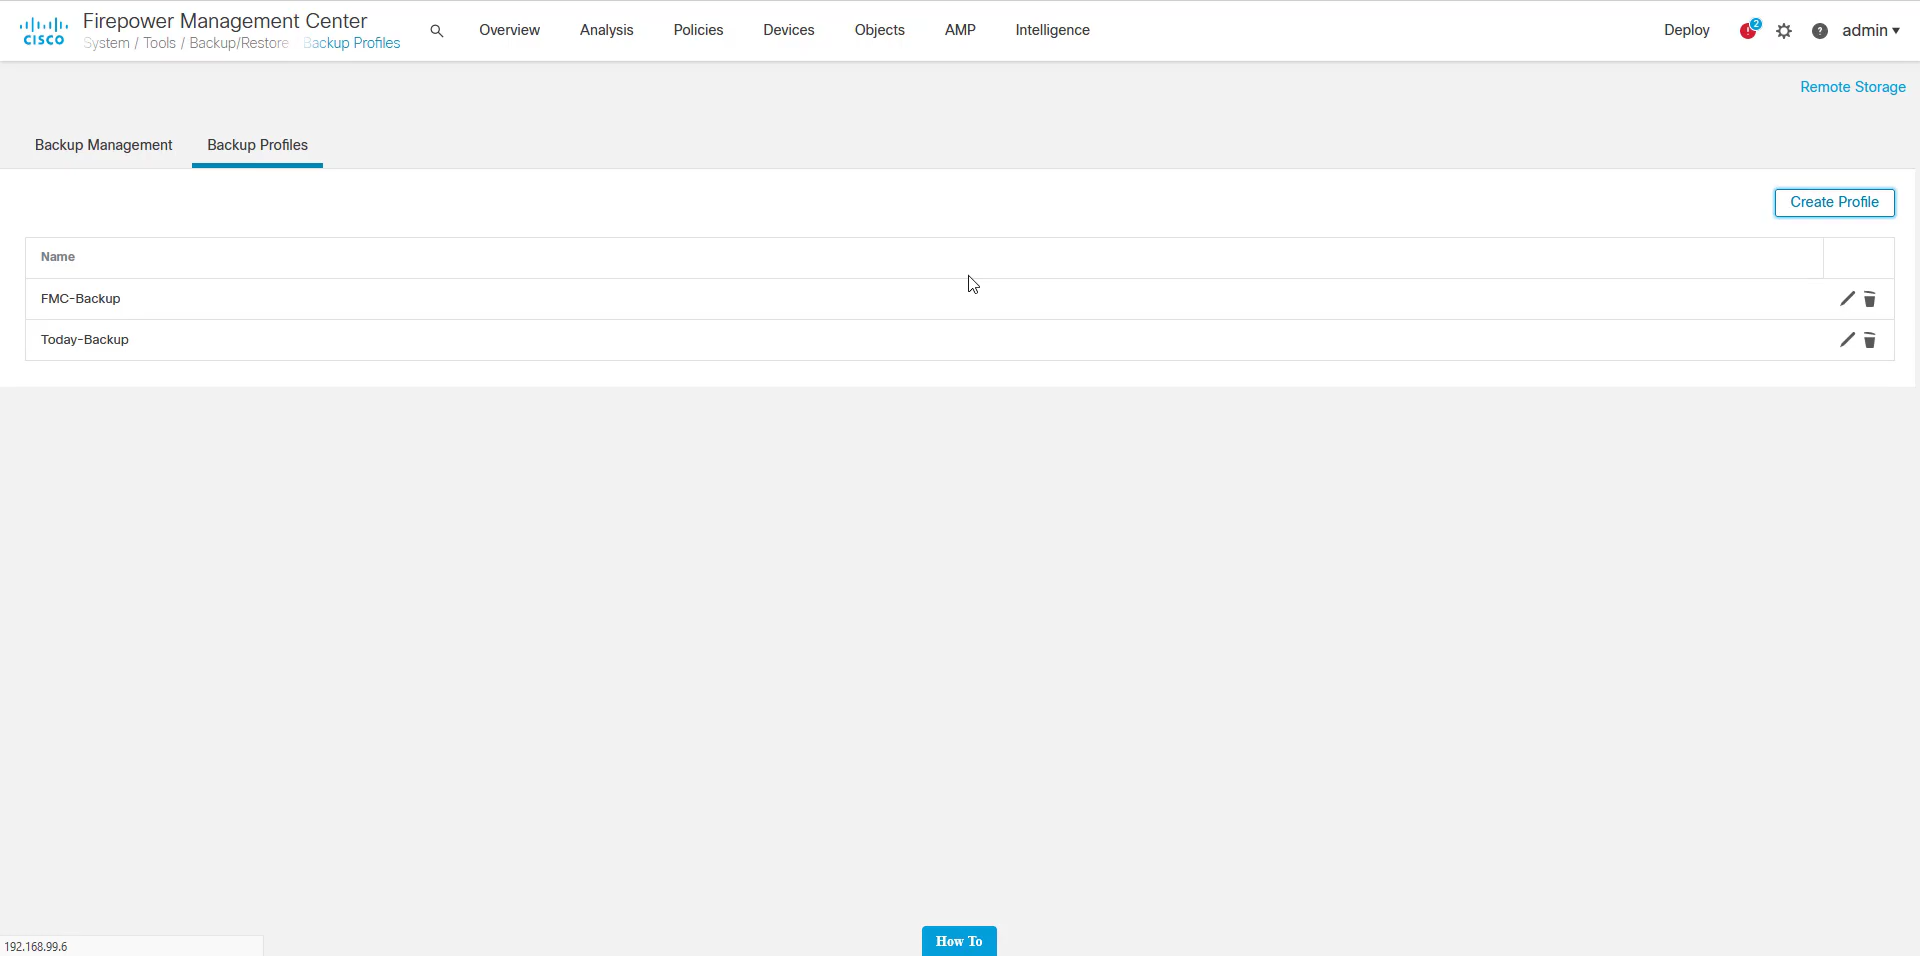 CISCO
Firepower Management Center
System / Tools / Backup/Restore Backup Profiles
Overview Analysis Policies Devices Objects AMP Intelligence
Deploy 2 admin
Remote Storage
Backup Management Backup Profiles
Create Profile
Name
FMC-Backup
Today-Backup
How To
192.168.99.6